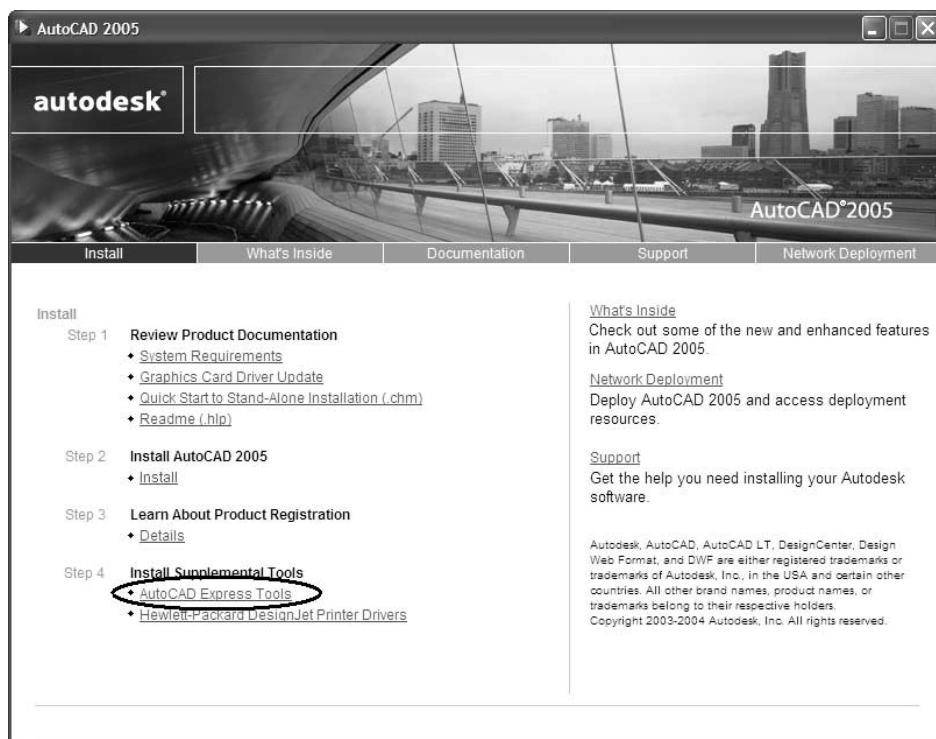 AutoCAD 2005
autodesk®
AutoCAD®2005
Install
What's Inside
Documentation
Support
Network Deployment
Install
Step 1
Review Product Documentation
System Requirements
Graphics Card Driver Update
Quick Start to Stand-Alone Installation (.chm)
Readme (.hlp)
Step 2
Install AutoCAD 2005
Install
Step 3
Learn About Product Registration
Details
Step 4
Install Supplemental Tools
AutoCAD Express Tools
Hewlett-Packard DesignJet Printer Drivers
What's Inside
Check out some of the new and enhanced features
in AutoCAD 2005.
Network Deployment
Deploy AutoCAD 2005 and access deployment
resources.
Support
Get the help you need installing your Autodesk
software.
Autodesk, AutoCAD, AutoCAD LT, DesignCenter, Design
Web Format, and DWF are either registered trademarks or
trademarks of Autodesk, Inc., in the USA and certain other
countries. All other brand names, product names, or
trademarks belong to their respective holders.
Copyright 2003-2004 Autodesk, Inc. All rights reserved.